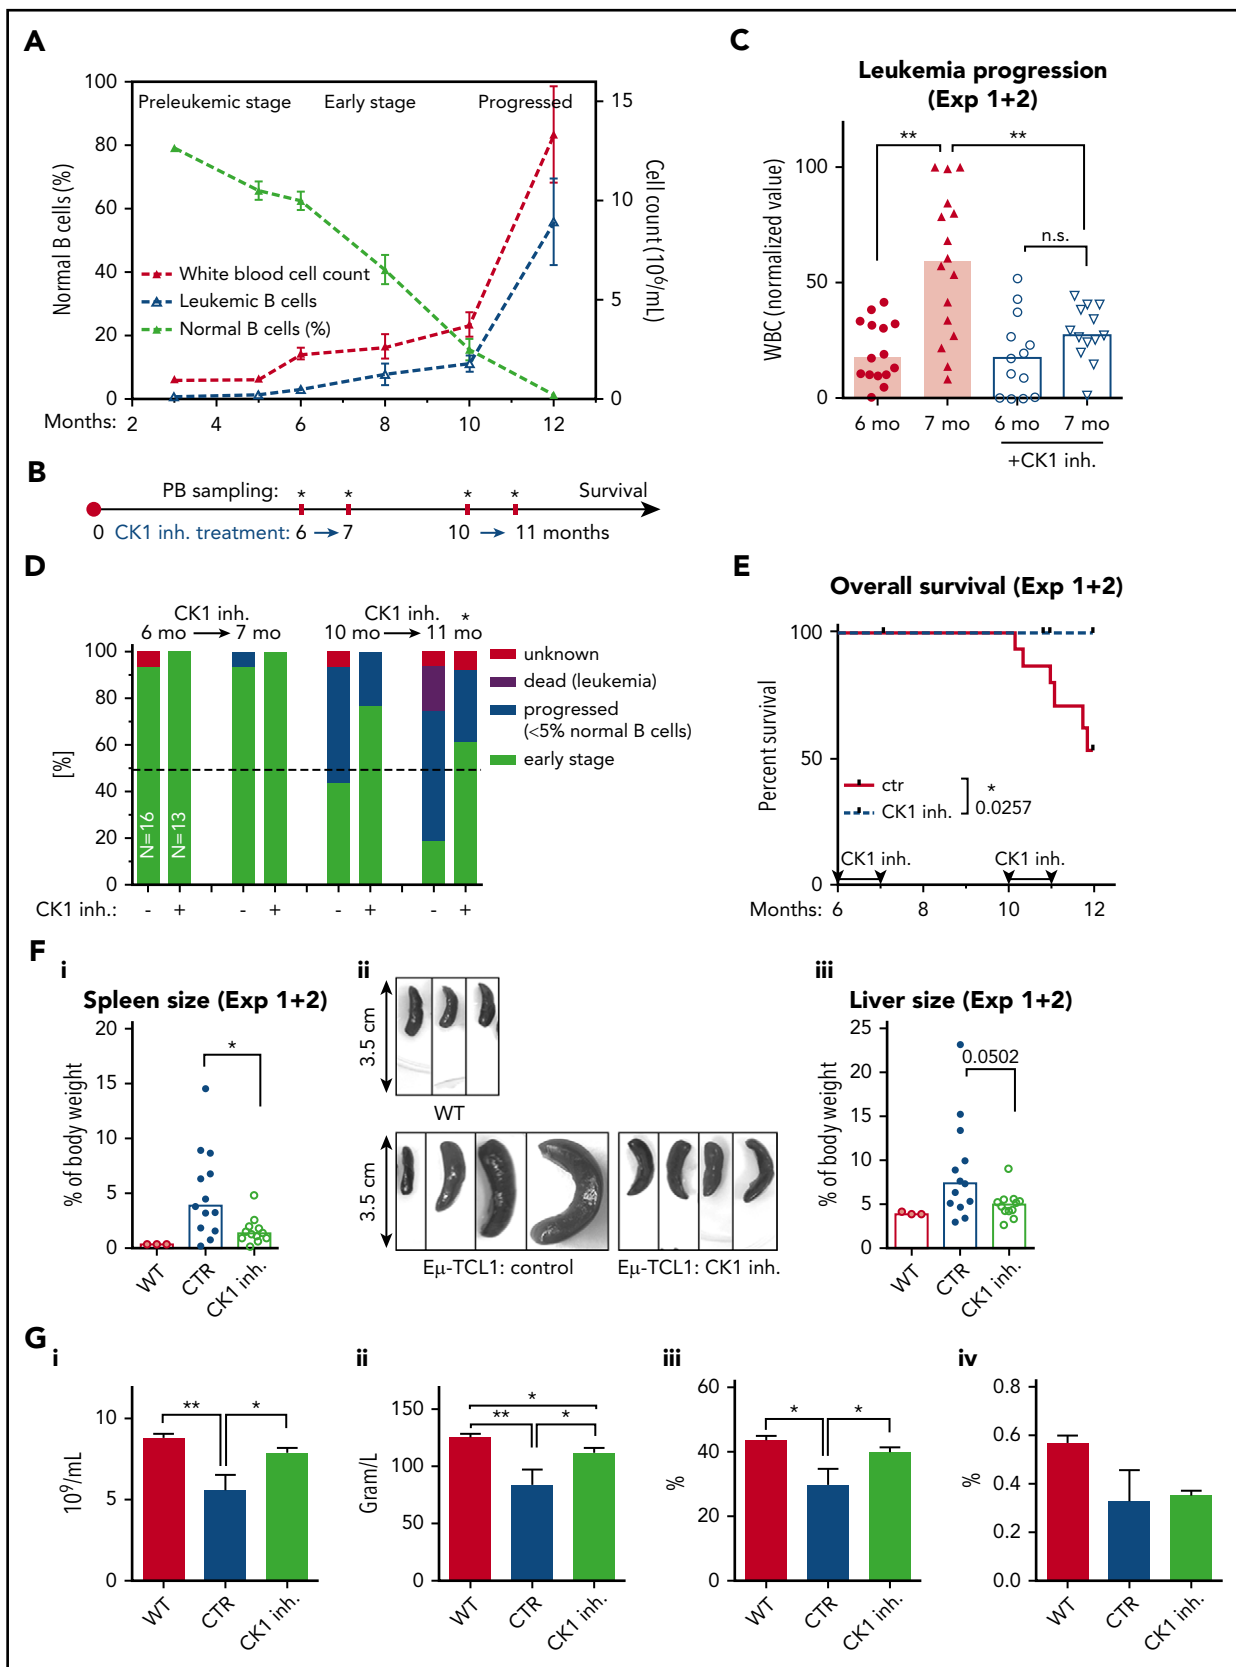 A
100
80
60
40
20
0
Normal B cells (%)
Preleukemic stage
Early stage
Progressed
White blood cell count
Leukemic B cells
Normal B cells (%)
15
10
5
0
Cell count (10⁶/mL)
Months: 2 4 6 8 10 12
B
PB sampling: * * * * Survival
0 CK1 inh. treatment: 6 → 7 10 → 11 months
C
Leukemia progression
(Exp 1+2)
** **
n.s.
100
50
0
WBC (normalized value)
6 mo 7 mo 6 mo 7 mo
+CK1 inh.
D
CK1 inh. CK1 inh. *
6 mo → 7 mo 10 mo → 11 mo
100
80
60
40
20
0
[%]
N=16
N=13
CK1 inh.: - + - + - + - +
unknown
dead (leukemia)
progressed
(<5% normal B cells)
early stage
E
Overall survival (Exp 1+2)
100
50
0
Percent survival
ctr
CK1 inh.
*
0.0257
CK1 inh. CK1 inh.
Months: 6 8 10 12
F
i
Spleen size (Exp 1+2)
20
15
10
5
0
% of body weight
*
WT CTR CK1 inh.
ii
3.5 cm
WT
3.5 cm
Eμ-TCL1: control
Eμ-TCL1: CK1 inh.
iii
Liver size (Exp 1+2)
25
20
15
10
5
0
% of body weight
0.0502
WT CTR CK1 inh.
G
i
10
5
0
10⁹/mL
** *
WT CTR CK1 inh.
ii
150
100
50
0
Gram/L
*
** *
WT CTR CK1 inh.
iii
60
40
20
0
%
* *
WT CTR CK1 inh.
iv
0.8
0.6
0.4
0.2
0.0
%
WT CTR CK1 inh.